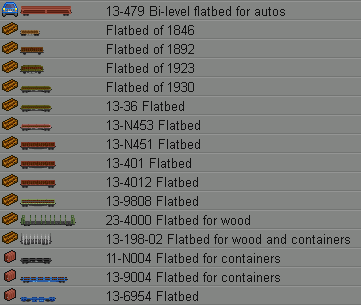 13-479 Bi-level flatbed for autos
Flatbed of 1846
Flatbed of 1892
Flatbed of 1923
Flatbed of 1930
13-36 Flatbed
13-N453 Flatbed
13-N451 Flatbed
13-401 Flatbed
13-4012 Flatbed
13-9808 Flatbed
23-4000 Flatbed for wood
13-198-02 Flatbed for wood and containers
11-N004 Flatbed for containers
13-9004 Flatbed for containers
13-6954 Flatbed